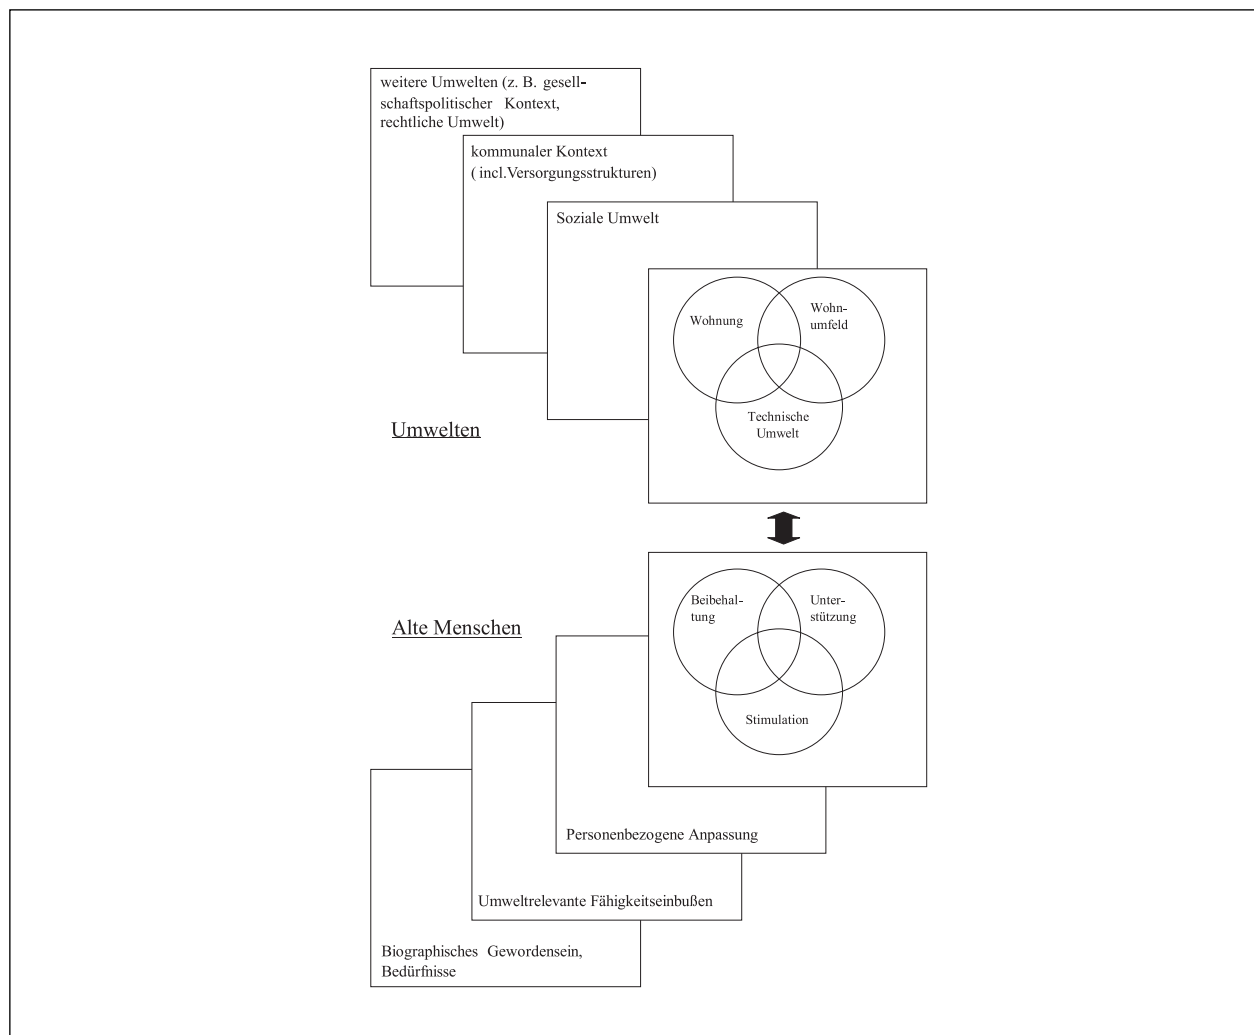 weitere Umwelten (z. B. gesell-
schaftspolitischer Kontext,
rechtliche Umwelt)
kommunaler Kontext
( incl.Versorgungsstrukturen)
Soziale Umwelt
Wohnung
Wohn-
umfeld
Technische
Umwelt
Umwelten
Alte Menschen
Beibehal-
tung
Unter-
stützung
Stimulation
Personenbezogene Anpassung
Umweltrelevante Fähigkeitseinbußen
Biographisches Gewordensein,
Bedürfnisse